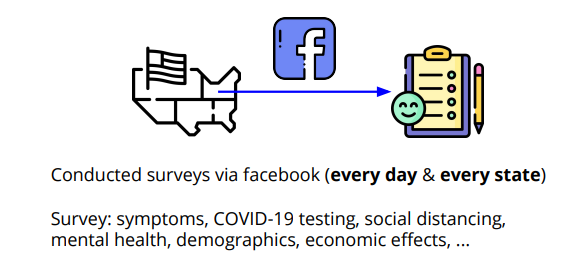 Conducted surveys via facebook (every day & every state)
Survey: symptoms, COVID-19 testing, social distancing,
mental health, demographics, economic effects, ...